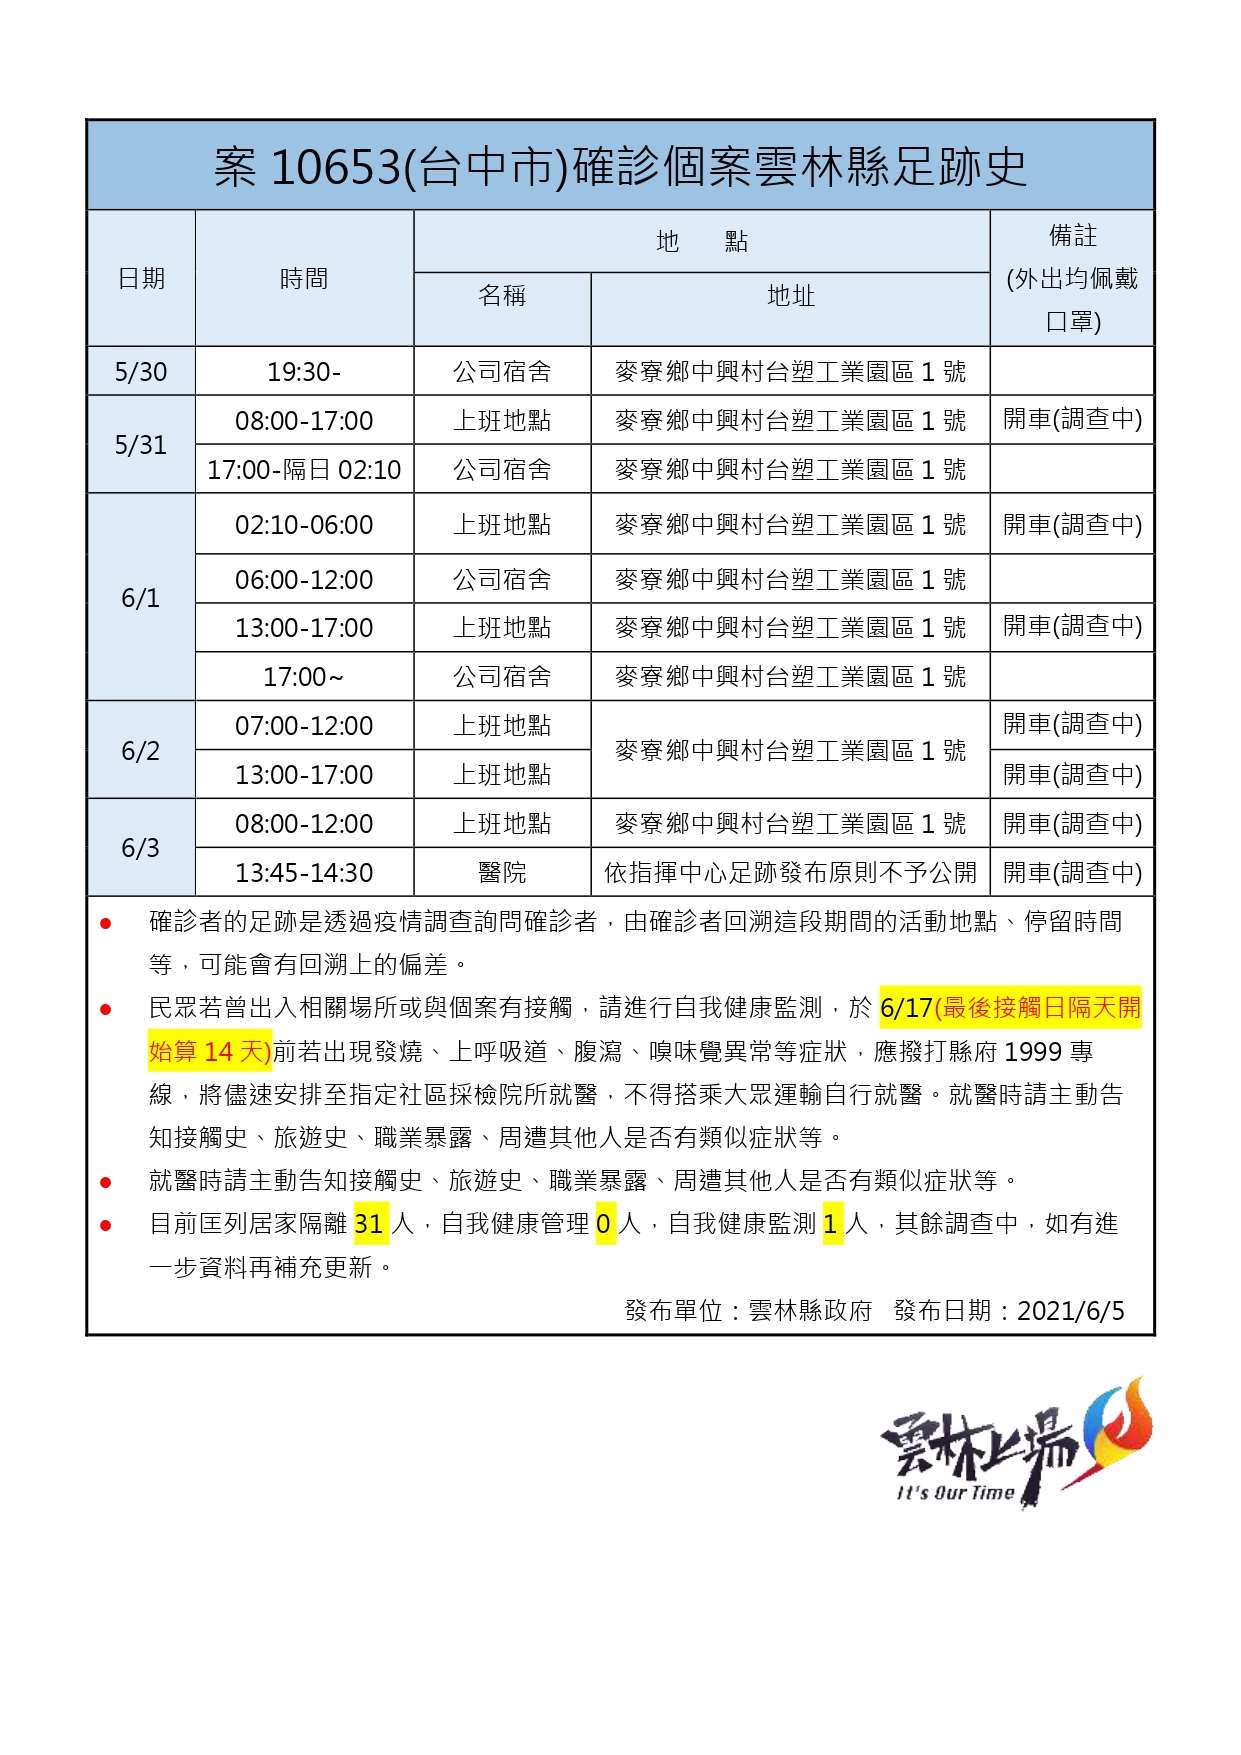 案 10653(台中市)確診個案雲林縣足跡史
日期 時間 地 點 備註
(外出均佩戴
口罩)
名稱 地址
5/30 19:30- 公司宿舍 麥寮鄉中興村台塑工業園區 1 號
5/31 08:00-17:00 上班地點 麥寮鄉中興村台塑工業園區 1 號 開車(調查中)
17:00-隔日 02:10 公司宿舍 麥寮鄉中興村台塑工業園區 1 號
6/1 02:10-06:00 上班地點 麥寮鄉中興村台塑工業園區 1 號 開車(調查中)
06:00-12:00 公司宿舍 麥寮鄉中興村台塑工業園區 1 號
13:00-17:00 上班地點 麥寮鄉中興村台塑工業園區 1 號 開車(調查中)
17:00~ 公司宿舍 麥寮鄉中興村台塑工業園區 1 號
6/2 07:00-12:00 上班地點 麥寮鄉中興村台塑工業園區 1 號 開車(調查中)
13:00-17:00 上班地點 開車(調查中)
6/3 08:00-12:00 上班地點 麥寮鄉中興村台塑工業園區 1 號 開車(調查中)
13:45-14:30 醫院 依指揮中心足跡發布原則不予公開 開車(調查中)
● 確診者的足跡是透過疫情調查詢問確診者，由確診者回溯這段期間的活動地點、停留時間
等，可能會有回溯上的偏差。
● 民眾若曾出入相關場所或與個案有接觸，請進行自我健康監測，於 6/17(最後接觸日隔天開
始算 14 天)前若出現發燒、上呼吸道、腹瀉、嗅味覺異常等症狀，應撥打縣府 1999 專
線，將儘速安排至指定社區採檢院所就醫，不得搭乘大眾運輸自行就醫。就醫時請主動告
知接觸史、旅遊史、職業暴露、周遭其他人是否有類似症狀等。
● 就醫時請主動告知接觸史、旅遊史、職業暴露、周遭其他人是否有類似症狀等。
● 目前匡列居家隔離 31 人，自我健康管理 0 人，自我健康監測 1 人，其餘調查中，如有進
一步資料再補充更新。
發布單位：雲林縣政府 發布日期：2021/6/5
雲林上場
It's Our Time